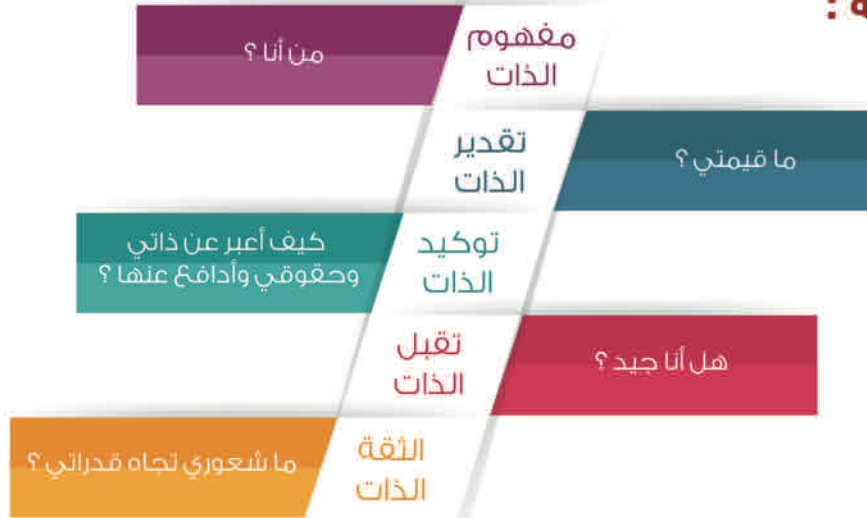 من أنا ؟
مفهوم
الذات
تقدير
الذات
ما قيمتي ؟
كيف أعبر عن ذاتي
وحقوقي وأدافع عنها ؟
توكيد
الذات
تقبل
الذات
هل أنا جيد ؟
ما شعوري تجاه قدراتي ؟
الثقة
الذات